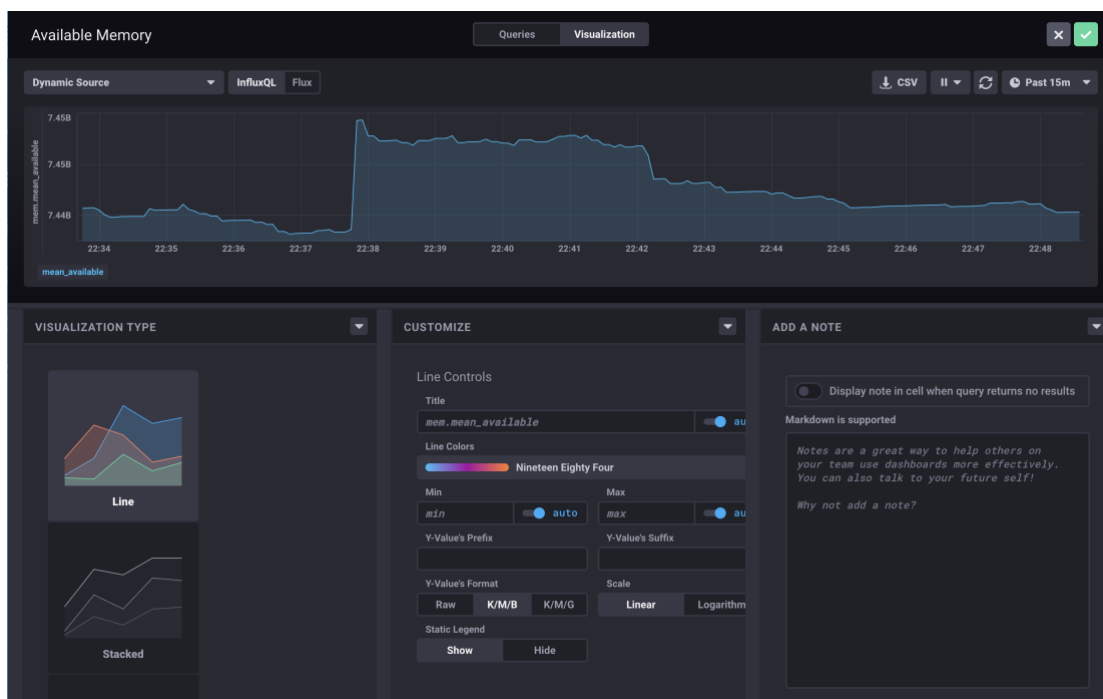 Available Memory
Queries Visualization
Dynamic Source InfluxQL Flux CSV Past 15m
7.45B
7.45B
7.44B
mem.mean_available
22:34 22:35 22:36 22:37 22:38 22:39 22:40 22:41 22:42 22:43 22:44 22:45 22:46 22:47 22:48
mean_available
VISUALIZATION TYPE
Line
Stacked
CUSTOMIZE
Line Controls
Title
mem.mean_available au
Line Colors
Nineteen Eighty Four
Min Max
min auto max au
Y-Value's Prefix Y-Value's Suffix
Y-Value's Format Scale
Raw K/M/B K/M/G Linear Logarithm
Static Legend
Show Hide
ADD A NOTE
Display note in cell when query returns no results
Markdown is supported
Notes are a great way to help others on
your team use dashboards more effectively.
You can also talk to your future self!
Why not add a note?